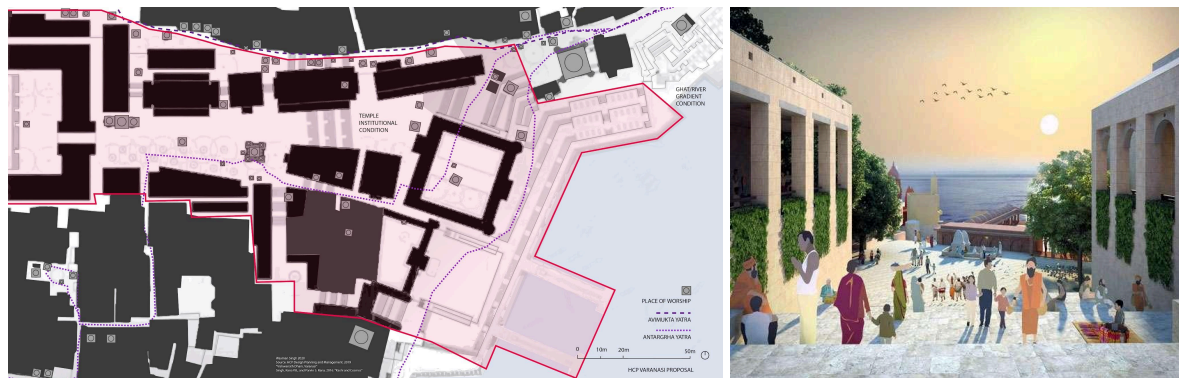 GHAT/RIVER
GRADIENT
CONDITION
TEMPLE
INSTITUTIONAL
CONDITION
PLACE OF WORSHIP
AVIMUKTA YATRA
ANTARGRIHA YATRA
0 10m 20m 50m
HCP VARANASI PROPOSAL